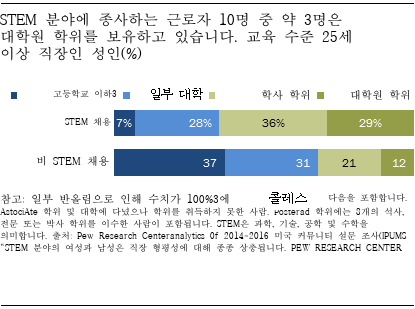 STEM 분야에 종사하는 근로자 10명 중 약 3명은
대학원 학위를 보유하고 있습니다. 교육 수준 25세
이상 직장인 성인(%)
고등학교 이하3 일부 대학 학사 학위 대학원 학위
STEM 채용 7% 28% 36% 29%
비 STEM 채용 37 31 21 12
참고: 일부 반올림으로 인해 수치가 100%3에 콜레스 다음을 포함합니다.
AstociAte 학위 및 대학에 다녔으나 학위를 취득하지 못한 사람. Posterad 학위에는 8개의 석사,
전문 또는 박사 학위를 이수한 사람이 포함됩니다. STEM은 과학, 기술, 공학 및 수학을
의미합니다. 출처: Pew Research Centeranalytics 0f 2014-2016 미국 커뮤니티 설문 조사(IPUMS
"STEM 분야의 여성과 남성은 직장 형평성에 대해 종종 상충됩니다. PEW RESEARCH CENTER